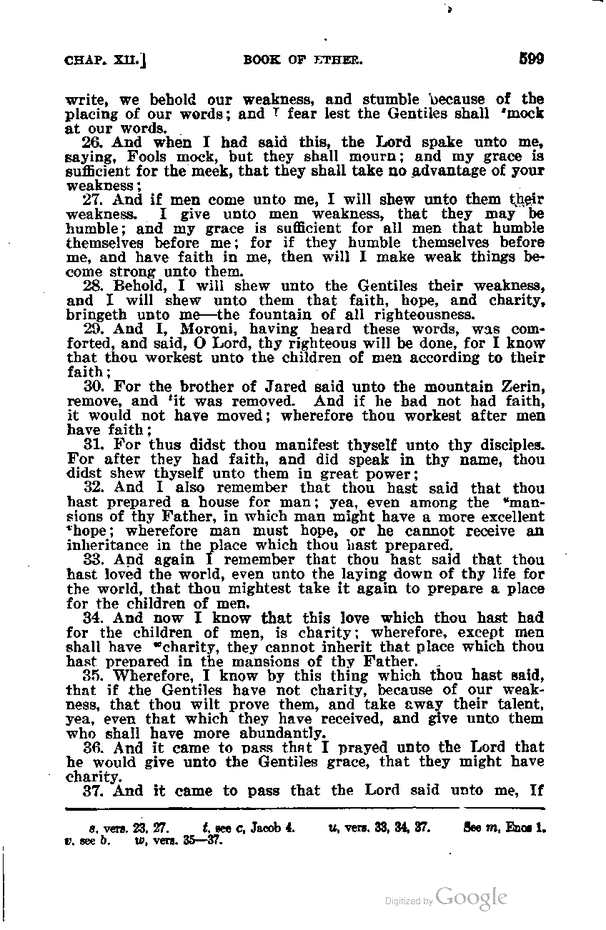 CHAP. XII.] BOOK OF ETHER. 599
write, we behold our weakness, and stumble because of the
placing of our words; and I fear lest the Gentiles shall ˢmock
at our words.
26. And when I had said this, the Lord spake unto me,
saying, Fools mock, but they shall mourn; and my grace is
sufficient for the meek, that they shall take no advantage of your
weakness;
27. And if men come unto me, I will shew unto them their
weakness. I give unto men weakness, that they may be
humble; and my grace is sufficient for all men that humble
themselves before me; for if they humble themselves before
me, and have faith in me, then will I make weak things be-
come strong unto them.
28. Behold, I will shew unto the Gentiles their weakness,
and I will shew unto them that faith, hope, and charity,
bringeth unto me—the fountain of all righteousness.
29. And I, Moroni, having heard these words, was com-
forted, and said, O Lord, thy righteous will be done, for I know
that thou workest unto the children of men according to their
faith;
30. For the brother of Jared said unto the mountain Zerin,
remove, and ᵗit was removed. And if he had not had faith,
it would not have moved; wherefore thou workest after men
have faith;
31. For thus didst thou manifest thyself unto thy disciples.
For after they had faith, and did speak in thy name, thou
didst shew thyself unto them in great power;
32. And I also remember that thou hast said that thou
hast prepared a house for man; yea, even among the ᵘman-
sions of thy Father, in which man might have a more excellent
ᵛhope; wherefore man must hope, or he cannot receive an
inheritance in the place which thou hast prepared.
33. And again I remember that thou hast said that thou
hast loved the world, even unto the laying down of thy life for
the world, that thou mightest take it again to prepare a place
for the children of men.
34. And now I know that this love which thou hast had
for the children of men, is charity; wherefore, except men
shall have ʷcharity, they cannot inherit that place which thou
hast prepared in the mansions of thy Father.
35. Wherefore, I know by this thing which thou hast said,
that if the Gentiles have not charity, because of our weak-
ness, that thou wilt prove them, and take away their talent,
yea, even that which they have received, and give unto them
who shall have more abundantly.
36. And it came to pass that I prayed unto the Lord that
he would give unto the Gentiles grace, that they might have
charity.
37. And it came to pass that the Lord said unto me, If
s, vers. 23, 27. t, see c, Jacob 4. u, vers. 33, 34, 37. See m, Enos 1.
v, see b. w, vers. 35—37.
Digitized by Google